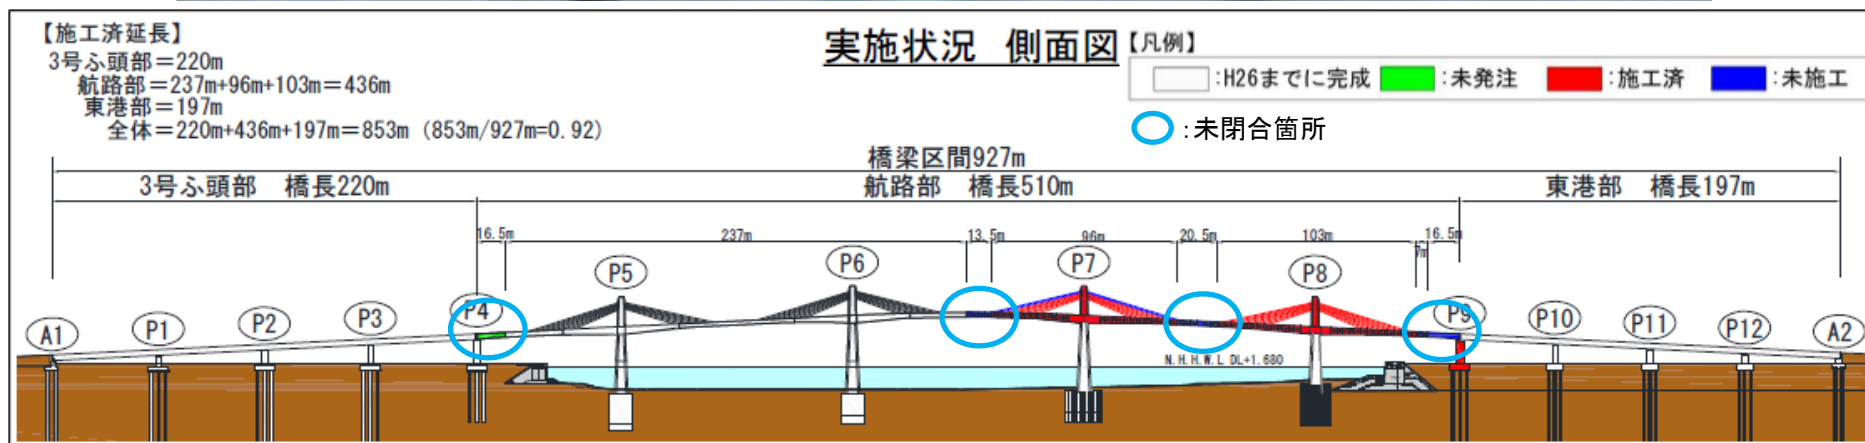 【施工済延長】
3号ふ頭部＝220m
航路部＝237m+96m+103m＝436m
東港部＝197m
全体＝220m+436m+197m＝853m（853m/927m=0.92）
実施状況　側面図
【凡例】
:H26までに完成
:未発注
:施工済
:未施工
:未閉合箇所
橋梁区間927m
3号ふ頭部　橋長220m
航路部　橋長510m
東港部　橋長197m
16.5m
237m
13.5m
96m
20.5m
103m
7m
16.5m
A1
P1
P2
P3
P4
P5
P6
P7
P8
P9
P10
P11
P12
A2
N.H.H.W.L DL+1.680